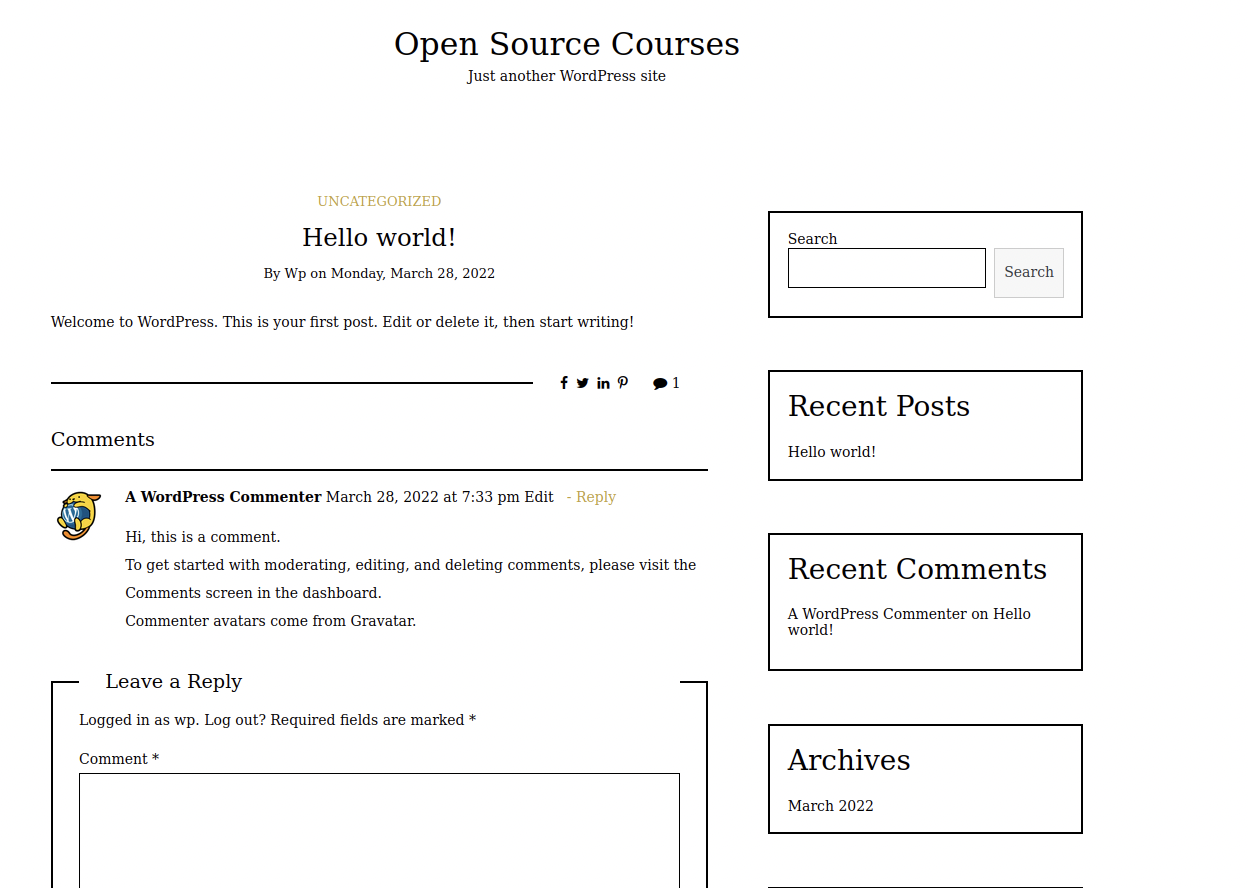 Open Source Courses
Just another WordPress site
UNCATEGORIZED
Hello world!
By Wp on Monday, March 28, 2022
Welcome to WordPress. This is your first post. Edit or delete it, then start writing!
1
Comments
A WordPress Commenter March 28, 2022 at 7:33 pm Edit - Reply
Hi, this is a comment.
To get started with moderating, editing, and deleting comments, please visit the
Comments screen in the dashboard.
Commenter avatars come from Gravatar.
Leave a Reply
Logged in as wp. Log out? Required fields are marked *
Comment *
Search
Search
Recent Posts
Hello world!
Recent Comments
A WordPress Commenter on Hello
world!
Archives
March 2022